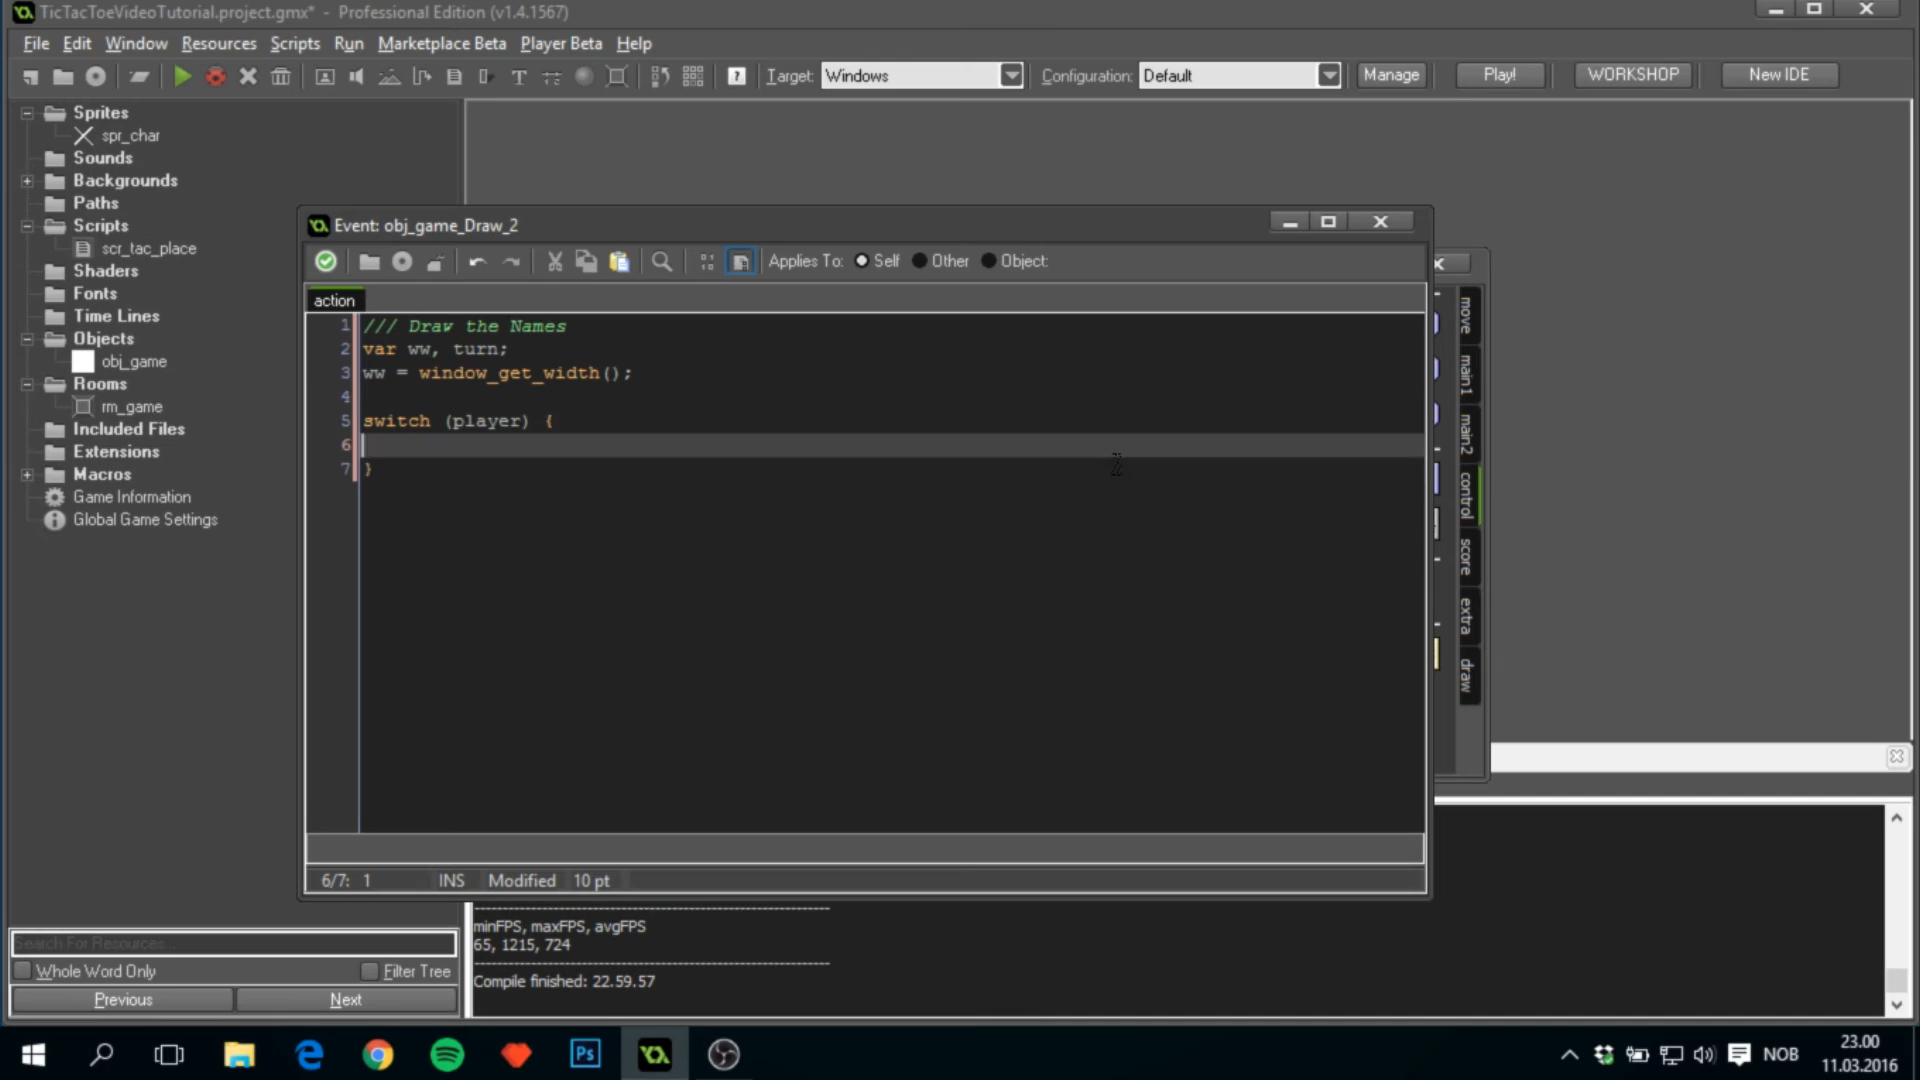 TicTacToeVideoTutorial.project.gmx* - Professional Edition (v1.4.1567)
File Edit Window Resources Scripts Run Marketplace Beta Player Beta Help
Target: Windows Configuration: Default Manage Play! WORKSHOP New IDE
Sprites
spr_char
Sounds
Backgrounds
Paths
Scripts
scr_tac_place
Shaders
Fonts
Time Lines
Objects
obj_game
Rooms
rm_game
Included Files
Extensions
Macros
Game Information
Global Game Settings
Event: obj_game_Draw_2
Applies To: Self Other Object:
action
1 /// Draw the Names
2 var ww, turn;
3 ww = window_get_width();
4
5 switch (player) {
6
7 }
6/7: 1 INS Modified 10 pt
move
main1
main2
control
score
extra
draw
minFPS, maxFPS, avgFPS
65, 1215, 724
Compile finished: 22.59.57
Search For Resources...
Whole Word Only Filter Tree
Previous Next
Ps
NOB
23.00
11.03.2016